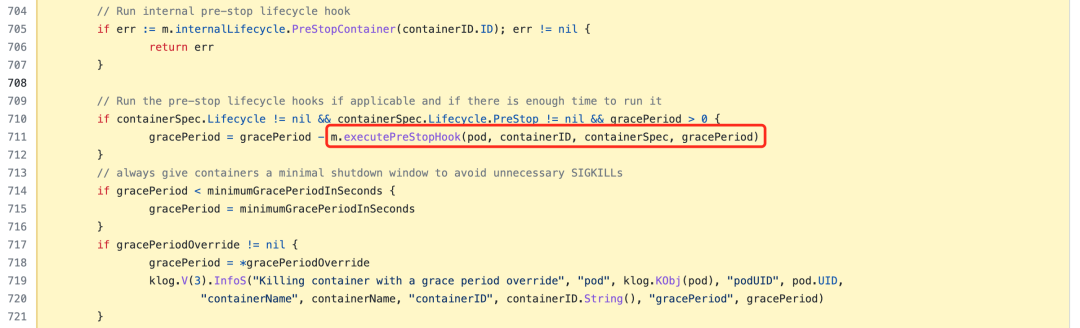 704 // Run internal pre-stop lifecycle hook
705 if err := m.internalLifecycle.PreStopContainer(containerID.ID); err != nil {
706 return err
707 }
708
709 // Run the pre-stop lifecycle hooks if applicable and if there is enough time to run it
710 if containerSpec.Lifecycle != nil && containerSpec.Lifecycle.PreStop != nil && gracePeriod > 0 {
711 gracePeriod = gracePeriod - m.executePreStopHook(pod, containerID, containerSpec, gracePeriod)
712 }
713 // always give containers a minimal shutdown window to avoid unnecessary SIGKILLs
714 if gracePeriod < minimumGracePeriodInSeconds {
715 gracePeriod = minimumGracePeriodInSeconds
716 }
717 if gracePeriodOverride != nil {
718 gracePeriod = *gracePeriodOverride
719 klog.V(3).InfoS("Killing container with a grace period override", "pod", klog.KObj(pod), "podUID", pod.UID,
720 "containerName", containerName, "containerID", containerID.String(), "gracePeriod", gracePeriod)
721 }